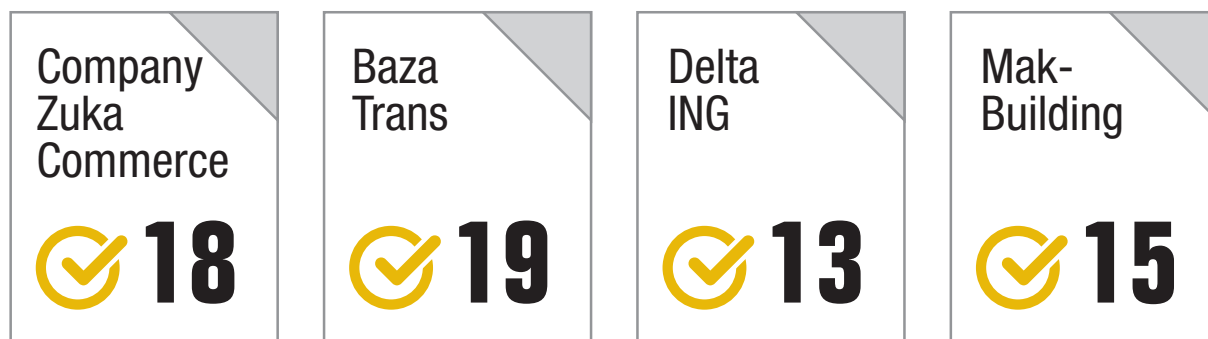 Company
Zuka
Commerce
18
Baza
Trans
19
Delta
ING
13
Mak-
Building
15